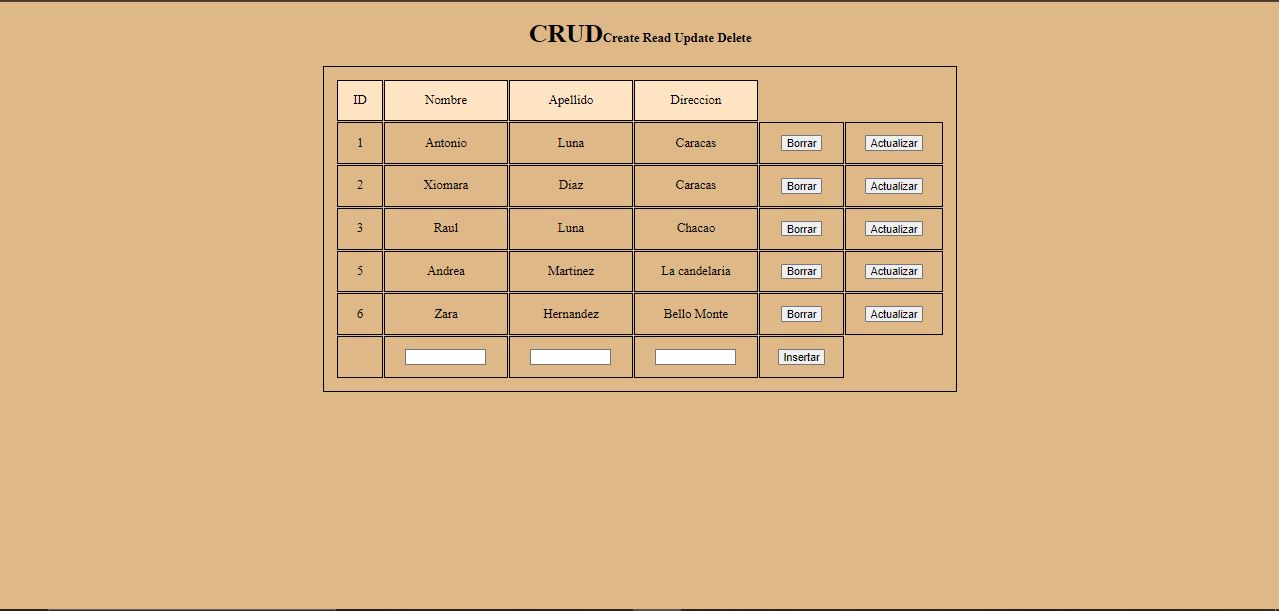 CRUDCreate Read Update Delete
ID Nombre Apellido Direccion
1 Antonio Luna Caracas Borrar Actualizar
2 Xiomara Diaz Caracas Borrar Actualizar
3 Raul Luna Chacao Borrar Actualizar
5 Andrea Martinez La candelaria Borrar Actualizar
6 Zara Hernandez Bello Monte Borrar Actualizar
Insertar